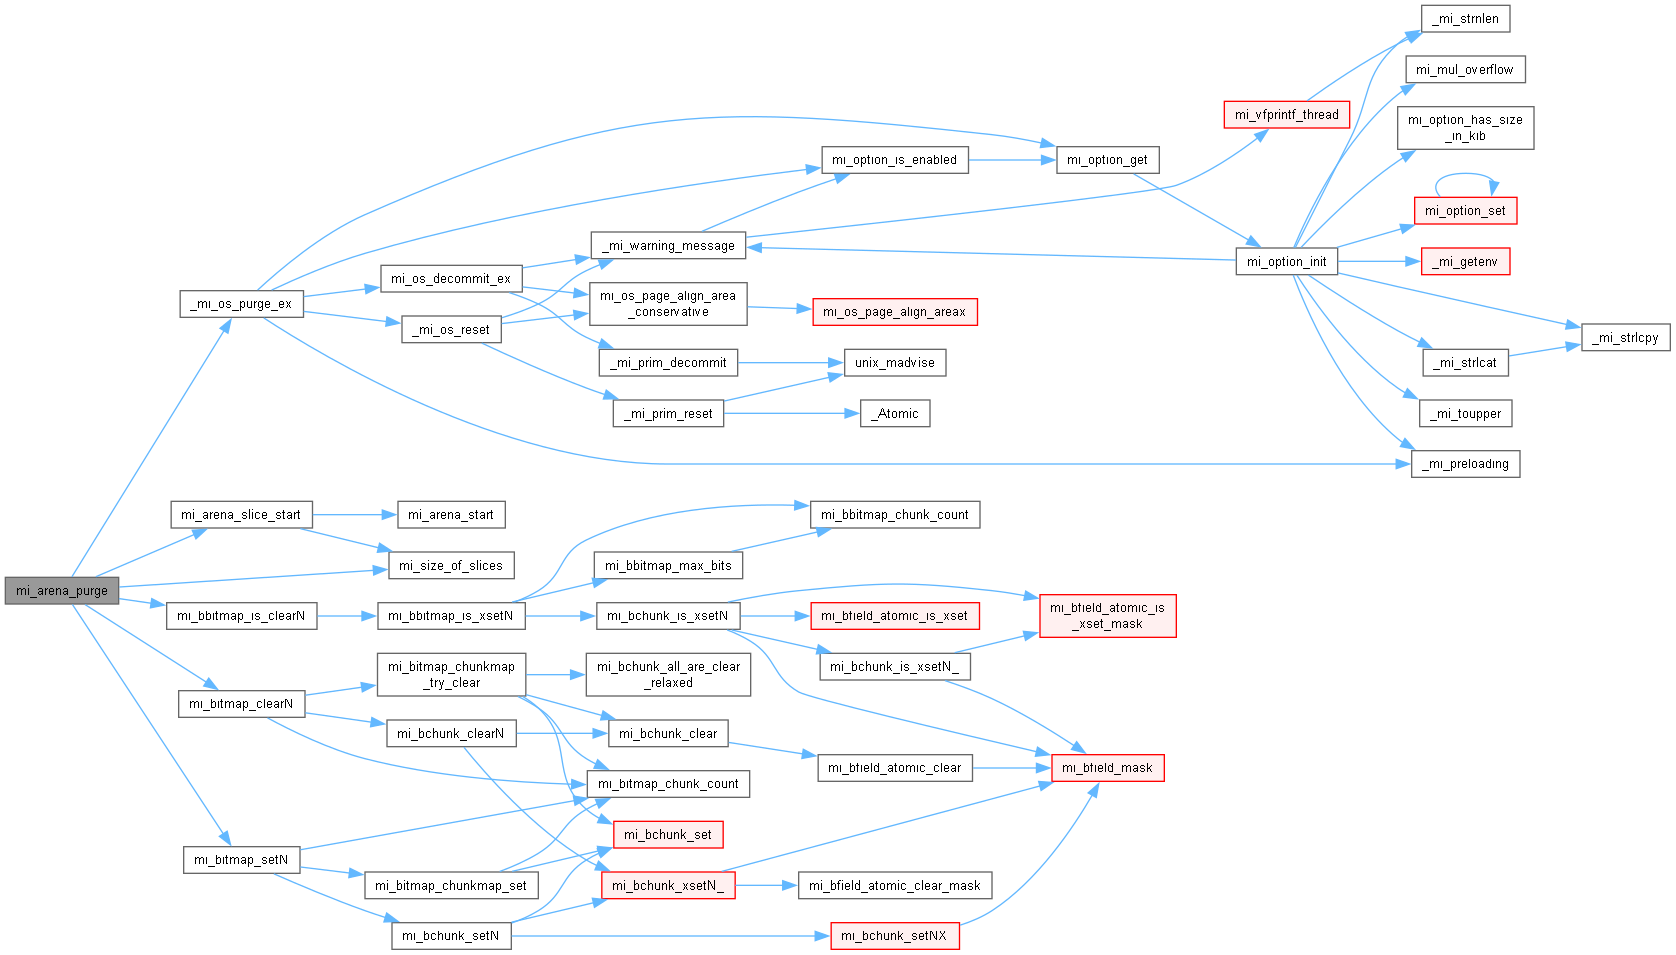 _mi_strnlen
mi_mul_overflow
mi_vfprintf_thread
mi_option_has_size
_in_kib
mi_option_is_enabled
mi_option_get
mi_option_set
_mi_warning_message
mi_option_init
_mi_getenv
mi_os_decommit_ex
_mi_os_purge_ex
mi_os_page_align_area
_conservative
mi_os_page_align_areax
_mi_os_reset
_mi_strlcpy
_mi_prim_decommit
unix_madvise
_mi_strlcat
_mi_prim_reset
_Atomic
_mi_toupper
_mi_preloading
mi_arena_slice_start
mi_arena_start
mi_bbitmap_chunk_count
mi_size_of_slices
mi_bbitmap_max_bits
mi_arena_purge
mi_bbitmap_is_clearN
mi_bbitmap_is_xsetN
mi_bchunk_is_xsetN
mi_bfield_atomic_is_xset
mi_bfield_atomic_is
_xset_mask
mi_bitmap_chunkmap
_try_clear
mi_bchunk_all_are_clear
_relaxed
mi_bchunk_is_xsetN_
mi_bitmap_clearN
mi_bchunk_clearN
mi_bchunk_clear
mi_bfield_atomic_clear
mi_bfield_mask
mi_bitmap_chunk_count
mi_bchunk_set
mi_bitmap_setN
mi_bitmap_chunkmap_set
mi_bchunk_xsetN_
mi_bfield_atomic_clear_mask
mi_bchunk_setN
mi_bchunk_setNX